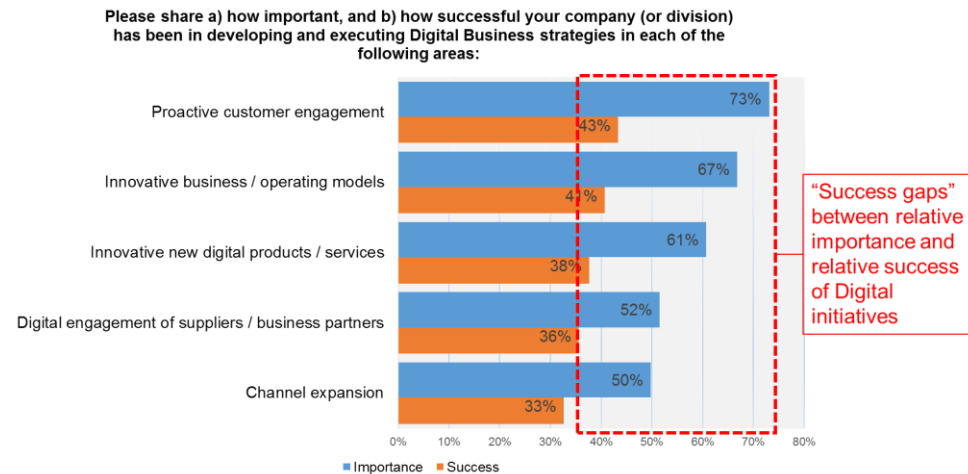 Please share a) how important, and b) how successful your company (or division)
has been in developing and executing Digital Business strategies in each of the
following areas:
Proactive customer engagement
73%
43%
Innovative business / operating models
67%
41%
Innovative new digital products / services
61%
38%
Digital engagement of suppliers / business partners
52%
36%
Channel expansion
50%
33%
“Success gaps”
between relative
importance and
relative success
of Digital
initiatives
0% 10% 20% 30% 40% 50% 60% 70% 80%
Importance Success